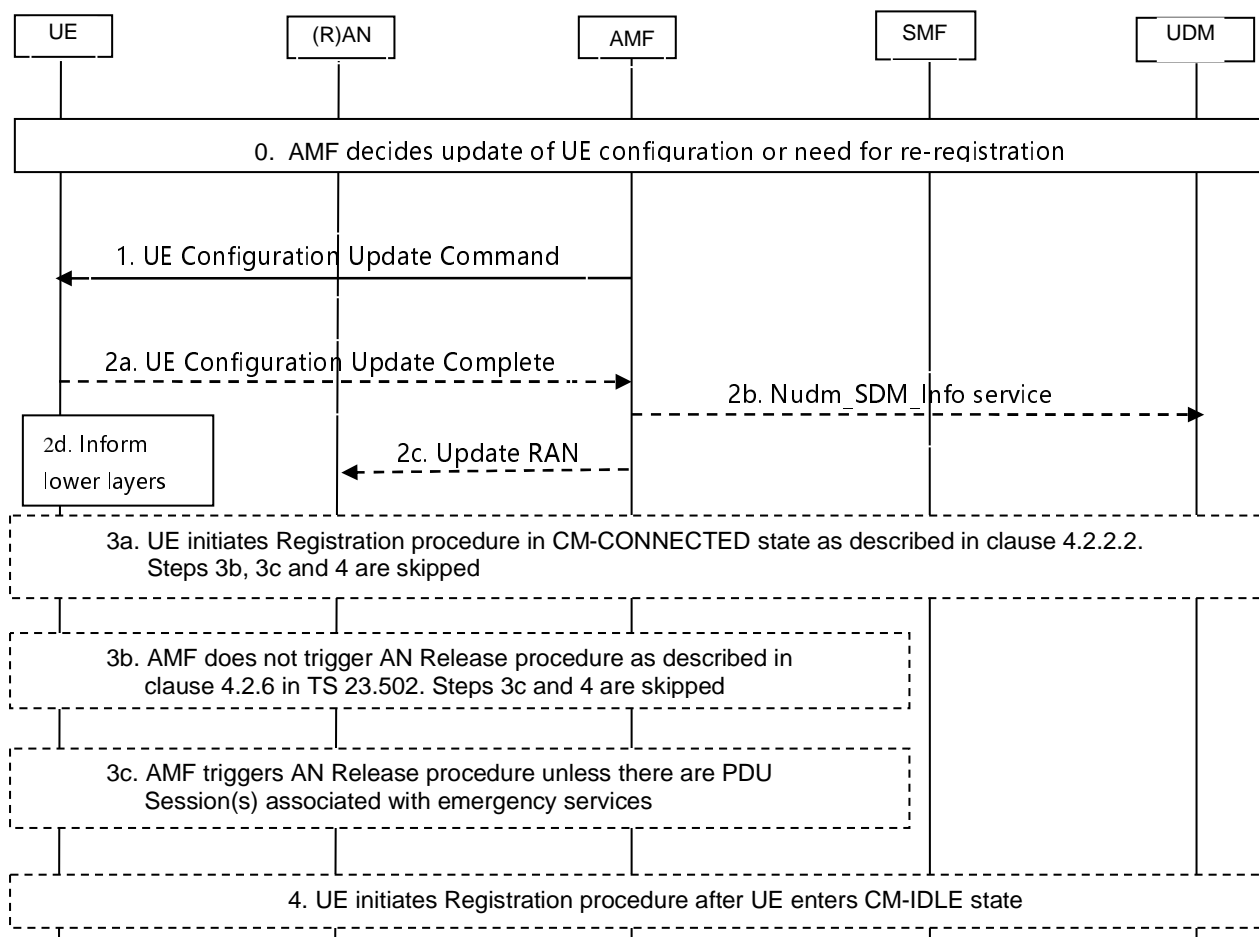 UE
(R)AN
AMF
SMF
UDM
0. AMF decides update of UE configuration or need for re-registration
1. UE Configuration Update Command
2a. UE Configuration Update Complete
2b. Nudm_SDM_Info service
2c. Update RAN
2d. Inform
lower layers
3a. UE initiates Registration procedure in CM-CONNECTED state as described in clause 4.2.2.2.
Steps 3b, 3c and 4 are skipped
3b. AMF does not trigger AN Release procedure as described in
clause 4.2.6 in TS 23.502. Steps 3c and 4 are skipped
3c. AMF triggers AN Release procedure unless there are PDU
Session(s) associated with emergency services
4. UE initiates Registration procedure after UE enters CM-IDLE state